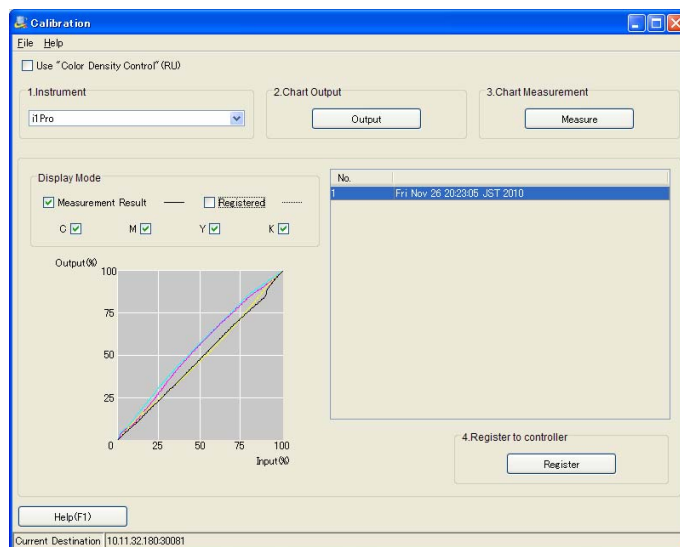 Calibration
File Help
Use "Color Density Control"(RU)
1.Instrument
i1Pro
2.Chart Output
Output
3.Chart Measurement
Measure
Display Mode
Measurement Result
Registered
C M Y K
Output(%)
100
75
50
25
0 25 50 75 100
Input(%)
No.
1 Fri Nov 26 20:23:05 JST 2010
4.Register to controller
Register
Help(F1)
Current Destination 10.11.32.180:30081